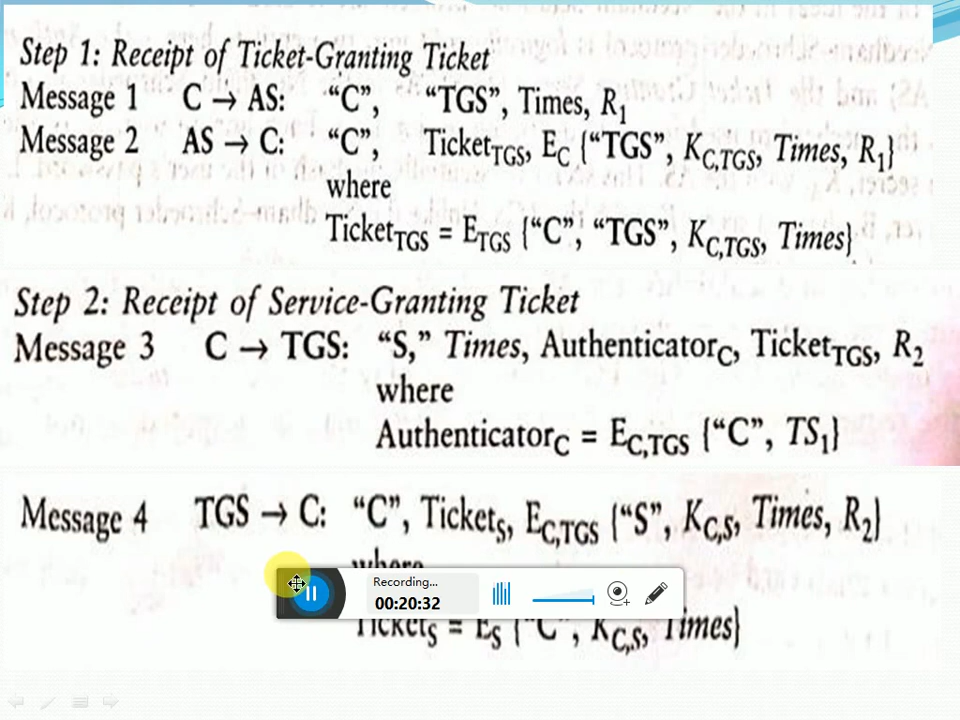 Step 1: Receipt of Ticket-Granting Ticket
Message 1 C → AS: “C”, “TGS”, Times, R1
Message 2 AS → C: “C”, TicketTGS, EC {“TGS”, KC,TGS, Times, R1}
where
TicketTGS = ETGS {“C”, “TGS”, KC,TGS, Times}
Step 2: Receipt of Service-Granting Ticket
Message 3 C → TGS: “S,” Times, AuthenticatorC, TicketTGS, R2
where
AuthenticatorC = EC,TGS {“C”, TS1}
Message 4 TGS → C: “C”, TicketS, EC,TGS {“S”, KC,S, Times, R2}
where
Recording...
00:20:32
TicketS = ES {“C”, KC,S, Times}